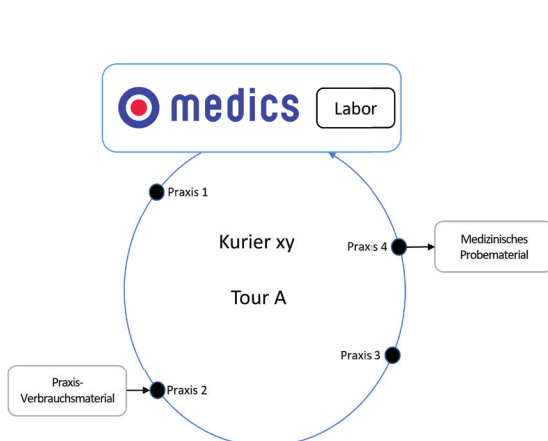 medics
Labor
Praxis 1
Kurier xy
Praxis 4
Medizinisches
Probematerial
Tour A
Praxis 3
Praxis-
Verbrauchsmaterial
Praxis 2